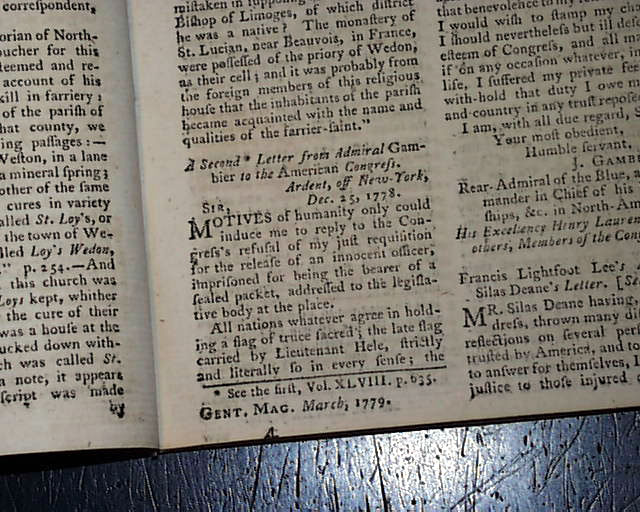 correspondent,
orian of North-
oucher for this
teemed and re-
account of his
kill in farriery;
of the parish of
hat county, we
ing passages:—
Weston, in a lane
a mineral spring;
other of the same
cures in variety
alled St. Loy's, or
the town of We-
lled Loy's Wedon,
" p. 254.—And
this church was
Loys kept, whither
the cure of their
was a house at the
ucked down with-
ch was called St.
a note, it appears
script was made
by
mistaken in supposing
Bishop of Limoges, of which district
he was a native? The monastery of
St. Lucian, near Beauvois, in France,
were possessed of the priory of Wedon,
as their cell; and it was probably from
the foreign members of this religious
house that the inhabitants of the parish
became acquainted with the name and
qualities of the farrier-saint."
A Second * Letter from Admiral Gam-
bier to the American Congress.
Ardent, off New-York,
Dec. 25, 1778.
Sir,
MOTIVES of humanity only could
induce me to reply to the Con-
gress's refusal of my just requisition
for the release of an innocent officer,
imprisoned for being the bearer of a
sealed packet, addressed to the legisla-
tive body at the place.
All nations whatever agree in hold-
ing a flag of truce sacred; the late flag
carried by Lieutenant Hele, strictly
and literally so in every sense; the
* See the first, Vol. XLVIII. p. 635.
GENT. MAG. March, 1779.
that benevolence to my
I would wish to stamp my
I should nevertheless but ill
esteem of Congress, and all
if on any occasion whatever, in
life, I suffered my private fee
with-hold that duty I owe m
and country in any trust repose
I am, with all due regard, S
Your most obedient,
Humble servant,
J. GAMB
Rear-Admiral of the Blue, a
mander in Chief of his
ships, &c. in North-Am
His Excellency Henry Lauren
others, Members of the Con
Francis Lightfoot Lee's
Silas Deane's Letter. [Se
MR. Silas Deane having,
dress, thrown many di
reflections on several per
trusted by America, and to
to answer for themselves, I
justice to those injured